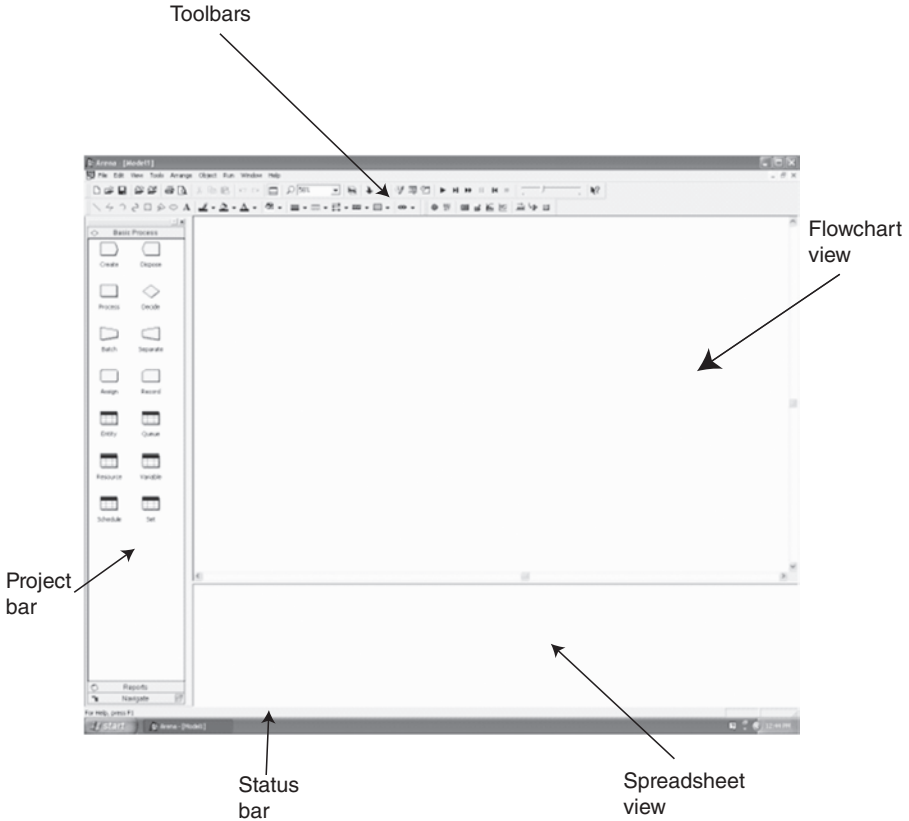 Toolbars
Arena - [Model1]
File Edit View Tools Arrange Object Run Window Help
50%
A
Basic Process
Create Dispose
Process Decide
Batch Separate
Assign Record
Entity Queue
Resource Variable
Schedule Set
Flowchart
view
Project
bar
Reports
Navigate
For Help, press F1
START Arena - [Model1]
Status
bar
Spreadsheet
view